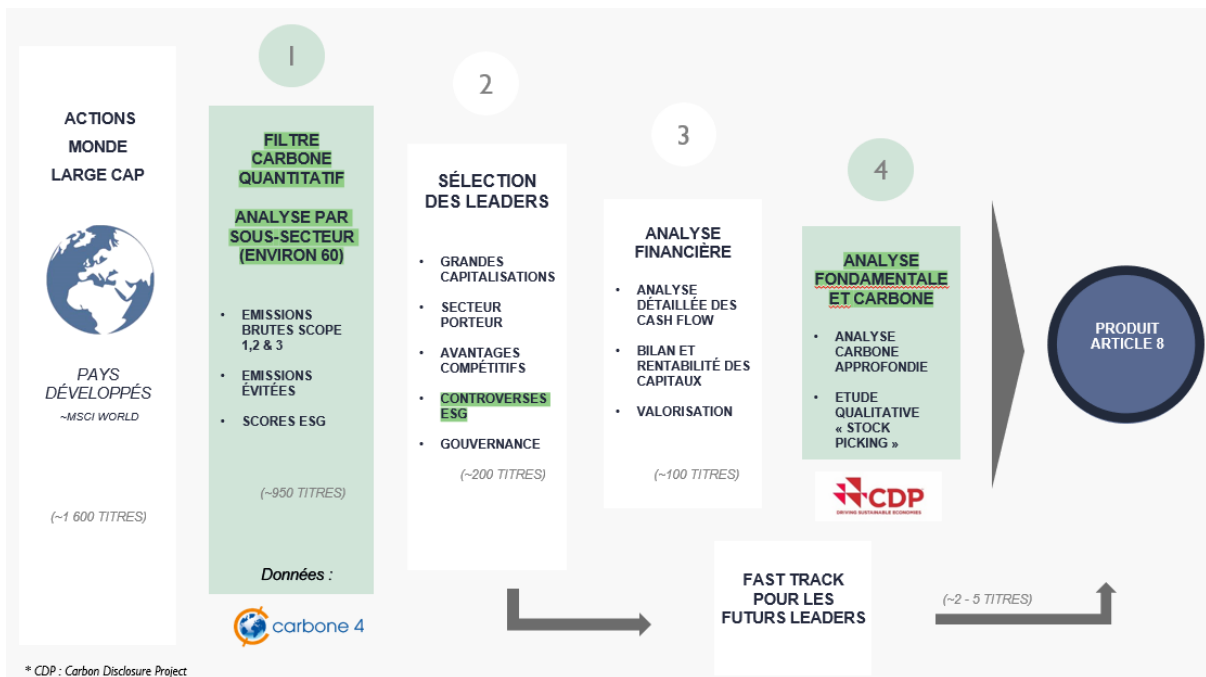 ACTIONS
MONDE
LARGE CAP
PAYS
DÉVELOPPÉS
~MSCI WORLD
(~1 600 TITRES)
1
FILTRE
CARBONE
QUANTITATIF
ANALYSE PAR
SOUS-SECTEUR
(ENVIRON 60)
• EMISSIONS
BRUTES SCOPE
1,2 & 3
• EMISSIONS
ÉVITÉES
• SCORES ESG
(~950 TITRES)
Données :
carbone 4
2
SÉLECTION
DES LEADERS
• GRANDES
CAPITALISATIONS
• SECTEUR
PORTEUR
• AVANTAGES
COMPÉTITIFS
• CONTROVERSES
ESG
• GOUVERNANCE
(~200 TITRES)
3
ANALYSE
FINANCIÈRE
• ANALYSE
DÉTAILLÉE DES
CASH FLOW
• BILAN ET
RENTABILITÉ DES
CAPITAUX
• VALORISATION
(~100 TITRES)
4
ANALYSE
FONDAMENTALE
ET CARBONE
• ANALYSE
CARBONE
APPROFONDIE
• ETUDE
QUALITATIVE
« STOCK
PICKING »
CDP
DRIVING SUSTAINABLE ECONOMIES
FAST TRACK
POUR LES
FUTURS LEADERS
(~2 - 5 TITRES)
PRODUIT
ARTICLE 8
* CDP : Carbon Disclosure Project